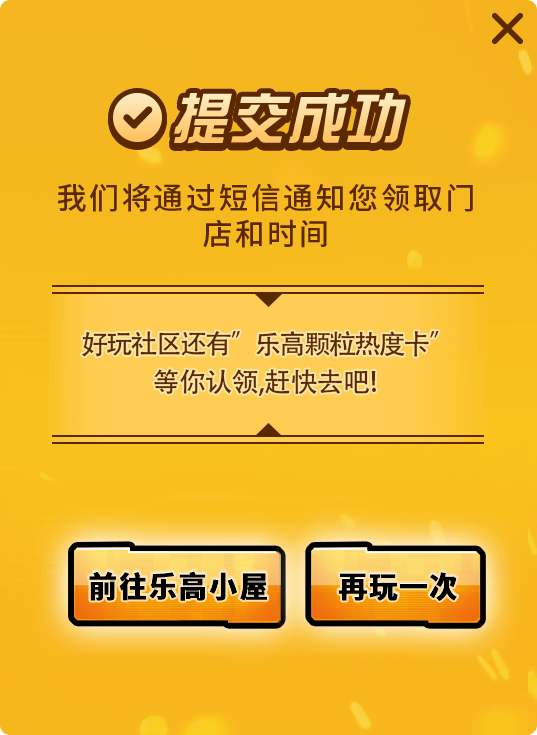 提交成功
我们将通过短信通知您领取门
店和时间
好玩社区还有″乐高颗粒热度卡″
等你认领,赶快去吧!
前往乐高小屋
再玩一次